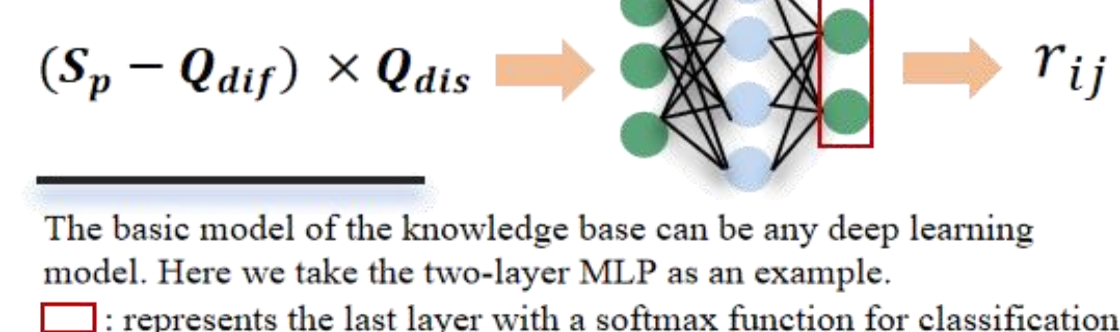 (S_p − Q_dif) × Q_dis r_ij
The basic model of the knowledge base can be any deep learning
model. Here we take the two-layer MLP as an example.
: represents the last layer with a softmax function for classification